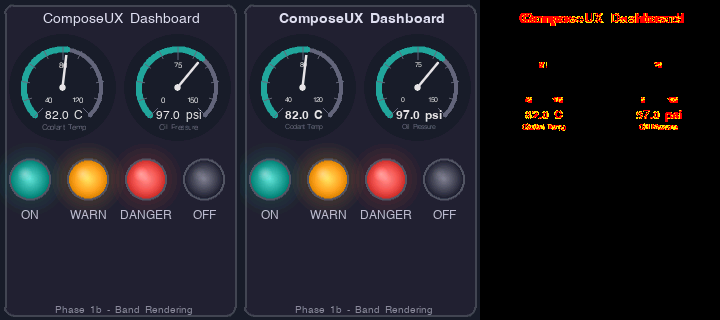 ComposeUX Dashboard
80
40 120
82.0 C
Coolant Temp
75
0 150
97.0 psi
Oil Pressure
ON WARN DANGER OFF
Phase 1b - Band Rendering
ComposeUX Dashboard
80
40 120
82.0 C
Coolant Temp
75
0 150
97.0 psi
Oil Pressure
ON WARN DANGER OFF
Phase 1b - Band Rendering
ComposeUX Dashboard
82.0 C
97.0 psi